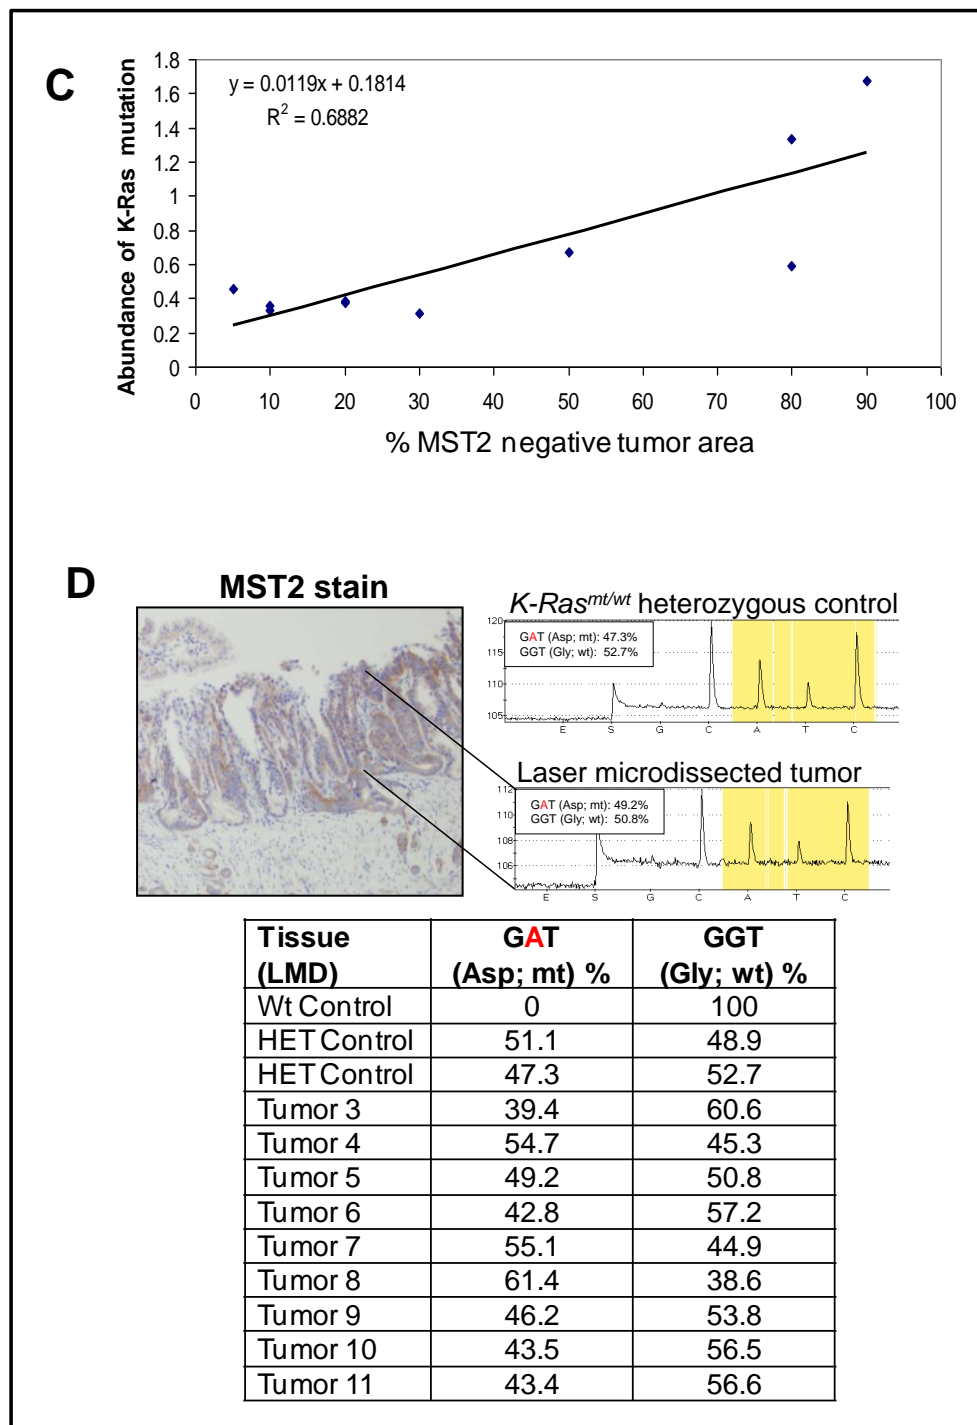 C
y = 0.0119x + 0.1814
R² = 0.6882
Abundance of K-Ras mutation
1.8
1.6
1.4
1.2
1
0.8
0.6
0.4
0.2
0
0 10 20 30 40 50 60 70 80 90 100
% MST2 negative tumor area
D
MST2 stain
K-Ras^mt/wt heterozygous control
120
115
110
105
GAT (Asp; mt): 47.3%
GGT (Gly; wt): 52.7%
E S G C A T C
Laser microdissected tumor
112
108
106
GAT (Asp; mt): 49.2%
GGT (Gly; wt): 50.8%
E S G C A T C
Tissue (LMD) GAT (Asp; mt) % GGT (Gly; wt) %
Wt Control 0 100
HET Control 51.1 48.9
HET Control 47.3 52.7
Tumor 3 39.4 60.6
Tumor 4 54.7 45.3
Tumor 5 49.2 50.8
Tumor 6 42.8 57.2
Tumor 7 55.1 44.9
Tumor 8 61.4 38.6
Tumor 9 46.2 53.8
Tumor 10 43.5 56.5
Tumor 11 43.4 56.6